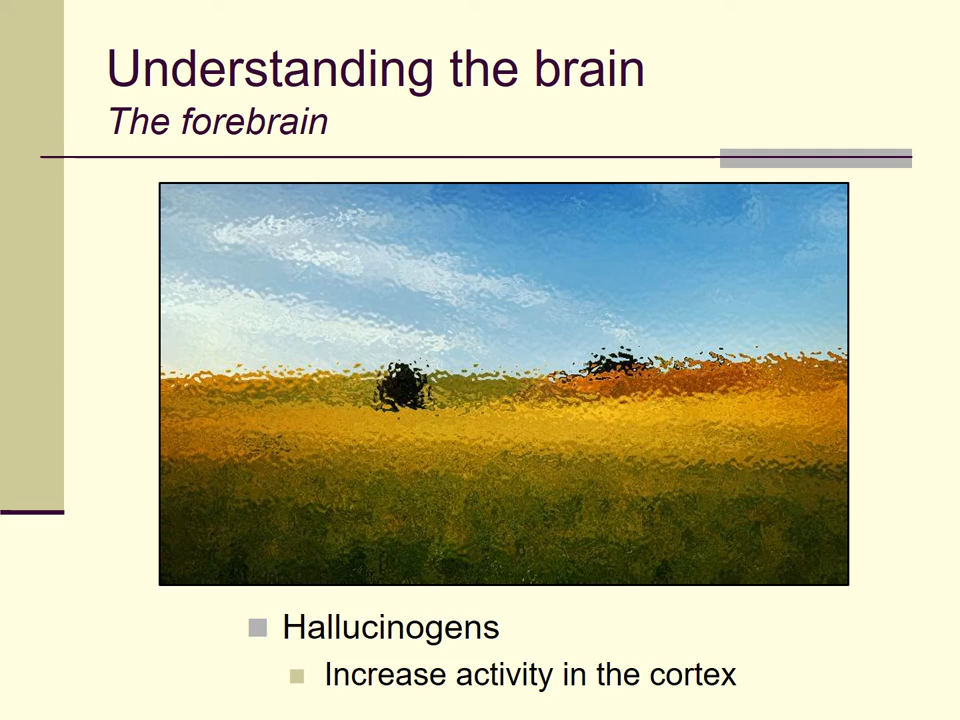 Understanding the brain
The forebrain
Hallucinogens
Increase activity in the cortex